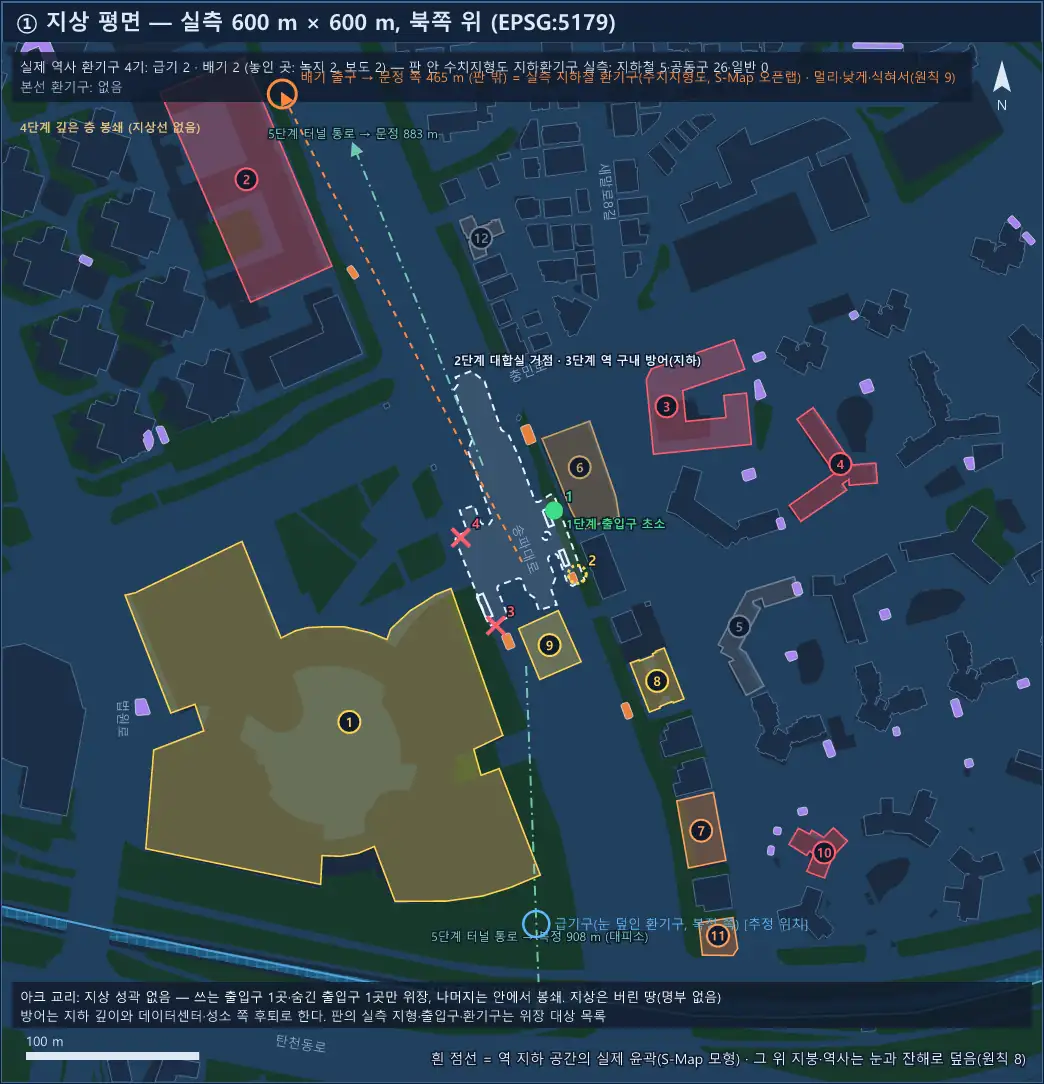 ① 지상 평면 — 실측 600 m × 600 m, 북쪽 위 (EPSG:5179)
실제 역사 환기구 4기: 급기 2 · 배기 2 (놓인 곳: 녹지 2, 보도 2) — 판 안 수치지형도 지하환기구 실측: 지하철 5·공동구 26·일반 0
배기 출구 → 문정 쪽 465 m (판 위) = 실측 지하철 환기구(수치지형도, S-Map 오픈랩) · 멀리·낮게·식혀서(원칙 9)
본선 환기구: 없음
N
4단계 깊은 층 봉쇄 (지상선 없음)
5단계 터널 통로 → 문정 883 m
2
새말로8길
12
2단계 대합실 거점 · 3단계 역 구내 방어(지하)
충민로
3
4
6
1
1단계 출입구 초소
4
송파대로
2
3
5
9
8
1
법원로
7
10
급기구(눈 덮인 환기구, 복정 쪽) [추정 위치]
11
5단계 터널 통로 → 복정 908 m (대피소)
아크 교리: 지상 성곽 없음 — 쓰는 출입구 1곳·숨긴 출입구 1곳만 위장, 나머지는 안에서 봉쇄. 지상은 버린 땅(명부 없음)
방어는 지하 깊이와 데이터센터·성소 쪽 후퇴로 한다. 판의 실측 지형·출입구·환기구는 위장 대상 목록
100 m
탄천동로
흰 점선 = 역 지하 공간의 실제 윤곽(S-Map 모형) · 그 위 지붕·역사는 눈과 잔해로 덮음(원칙 8)